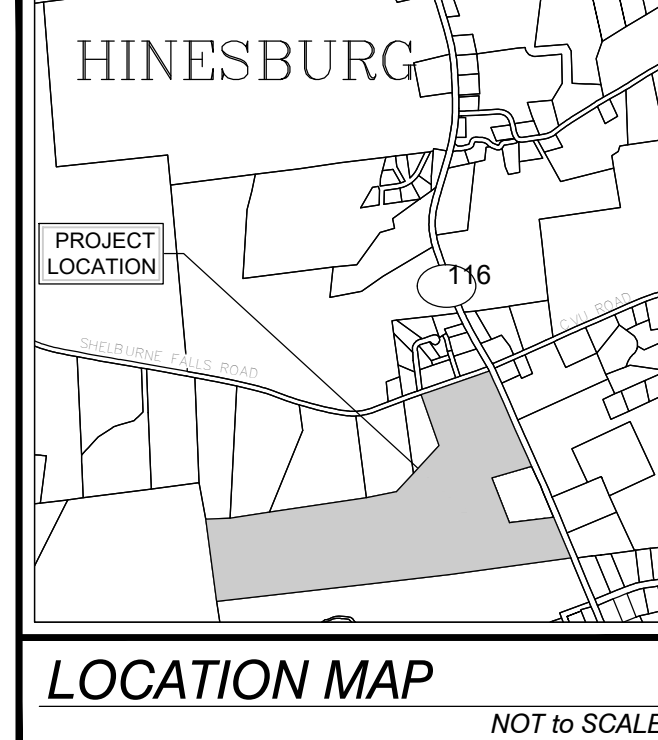 HINESBURG
PROJECT
LOCATION
116
CVU ROAD
SHELBURNE FALLS ROAD
LOCATION MAP
NOT to SCALE